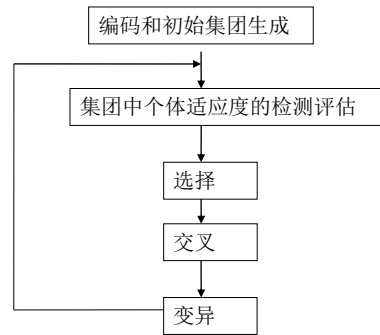 编码和初始集团生成
集团中个体适应度的检测评估
选择
交叉
变异